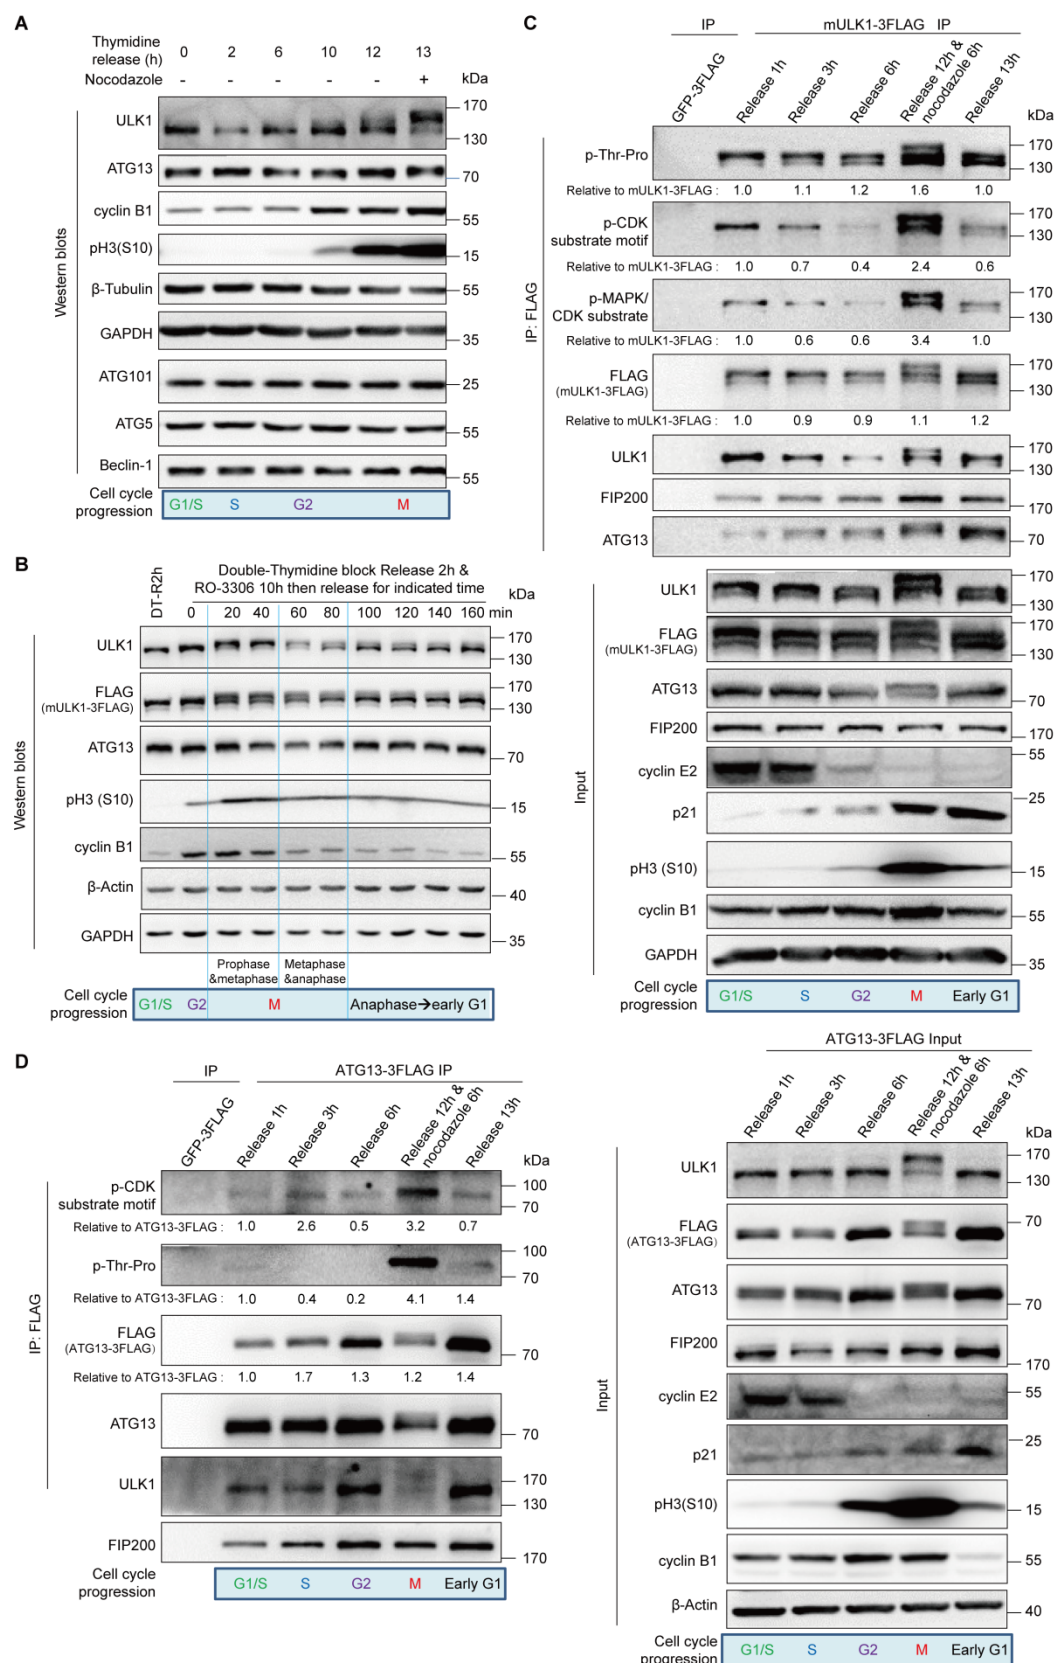 A
Thymidine release (h) 0 2 6 10 12 13
Nocodazole - - - - - +
kDa
Western blots
ULK1 170 130
ATG13 70
cyclin B1 55
pH3(S10) 15
β-Tubulin 55
GAPDH 35
ATG101 25
ATG5 55
Beclin-1 55
Cell cycle progression G1/S S G2 M
B
Double-Thymidine block Release 2h &
RO-3306 10h then release for indicated time
DT-R2h 0 20 40 60 80 100 120 140 160 min
kDa
Western blots
ULK1 170 130
FLAG (mULK1-3FLAG) 170 130
ATG13 70
pH3 (S10) 15
cyclin B1 55
β-Actin 40
GAPDH 35
Prophase &metaphase
Metaphase &anaphase
Cell cycle progression G1/S G2 M Anaphase→early G1
C
IP
mULK1-3FLAG IP
GFP-3FLAG
Release 1h
Release 3h
Release 6h
Release 12h & nocodazole 6h
Release 13h
kDa
IP: FLAG
p-Thr-Pro 170 130
Relative to mULK1-3FLAG : 1.0 1.1 1.2 1.6 1.0
p-CDK substrate motif 170 130
Relative to mULK1-3FLAG : 1.0 0.7 0.4 2.4 0.6
p-MAPK/ CDK substrate 170 130
Relative to mULK1-3FLAG : 1.0 0.6 0.6 3.4 1.0
FLAG (mULK1-3FLAG) 170 130
Relative to mULK1-3FLAG : 1.0 0.9 0.9 1.1 1.2
ULK1 170 130
FIP200 170
ATG13 70
Input
ULK1 170 130
FLAG (mULK1-3FLAG) 170 130
ATG13 70
FIP200 170
cyclin E2 55
p21 25
pH3 (S10) 15
cyclin B1 55
GAPDH 35
Cell cycle progression G1/S S G2 M Early G1
D
IP
ATG13-3FLAG IP
GFP-3FLAG
Release 1h
Release 3h
Release 6h
Release 12h & nocodazole 6h
Release 13h
kDa
IP: FLAG
p-CDK substrate motif 100 70
Relative to ATG13-3FLAG : 1.0 2.6 0.5 3.2 0.7
p-Thr-Pro 100 70
Relative to ATG13-3FLAG : 1.0 0.4 0.2 4.1 1.4
FLAG (ATG13-3FLAG) 70
Relative to ATG13-3FLAG : 1.0 1.7 1.3 1.2 1.4
ATG13 70
ULK1 170 130
FIP200 170
Cell cycle progression G1/S S G2 M Early G1
ATG13-3FLAG Input
Release 1h
Release 3h
Release 6h
Release 12h & nocodazole 6h
Release 13h
kDa
Input
ULK1 170 130
FLAG (ATG13-3FLAG) 70
ATG13 70
FIP200 170
cyclin E2 55
p21 25
pH3(S10) 15
cyclin B1 55
β-Actin 40
Cell cycle progression G1/S S G2 M Early G1